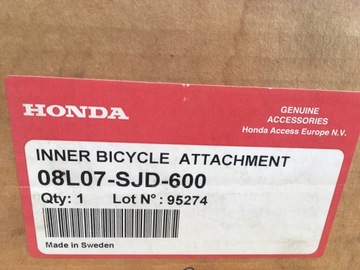 HONDA
GENUINE
ACCESSORIES
Honda Access Europe N.V.
INNER BICYCLE ATTACHMENT
08L07-SJD-600
Qty: 1 Lot N° : 95274
Made in Sweden